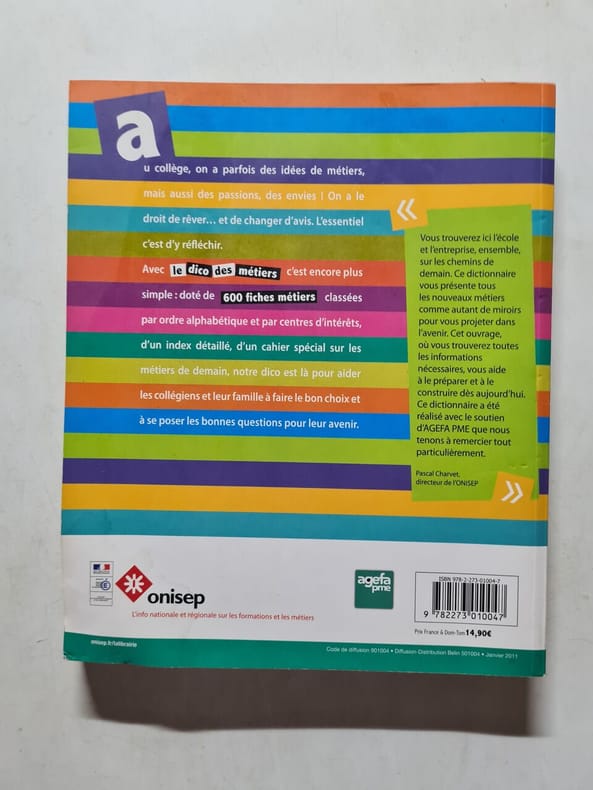 a
u collège, on a parfois des idées de métiers,
mais aussi des passions, des envies ! On a le
droit de rêver... et de changer d'avis. L'essentiel
c'est d'y réfléchir.
Avec le dico des métiers c'est encore plus
simple : doté de 600 fiches métiers classées
par ordre alphabétique et par centres d'intérêts,
d'un index détaillé, d'un cahier spécial sur les
métiers de demain, notre dico est là pour aider
les collégiens et leur famille à faire le bon choix et
à se poser les bonnes questions pour leur avenir.
«
Vous trouverez ici l'école
et l'entreprise, ensemble,
sur les chemins de
demain. Ce dictionnaire
vous présente tous
les nouveaux métiers
comme autant de miroirs
pour vous projeter dans
l'avenir. Cet ouvrage,
où vous trouverez toutes
les informations
nécessaires, vous aide
à le préparer et à le
construire dès aujourd'hui.
Ce dictionnaire a été
réalisé avec le soutien
d'AGEFA PME que nous
tenons à remercier tout
particulièrement.
Pascal Charvet,
directeur de l'ONISEP
»
onisep
L'info nationale et régionale sur les formations et les métiers
agefa
pme
ISBN 978-2-273-01004-7
9 782273 010047
Prix France & Dom-Tom 14,90€
onisep.fr/lalibrairie
Code de diffusion 901004 • Diffusion-Distribution Belin 501004 • Janvier 2011